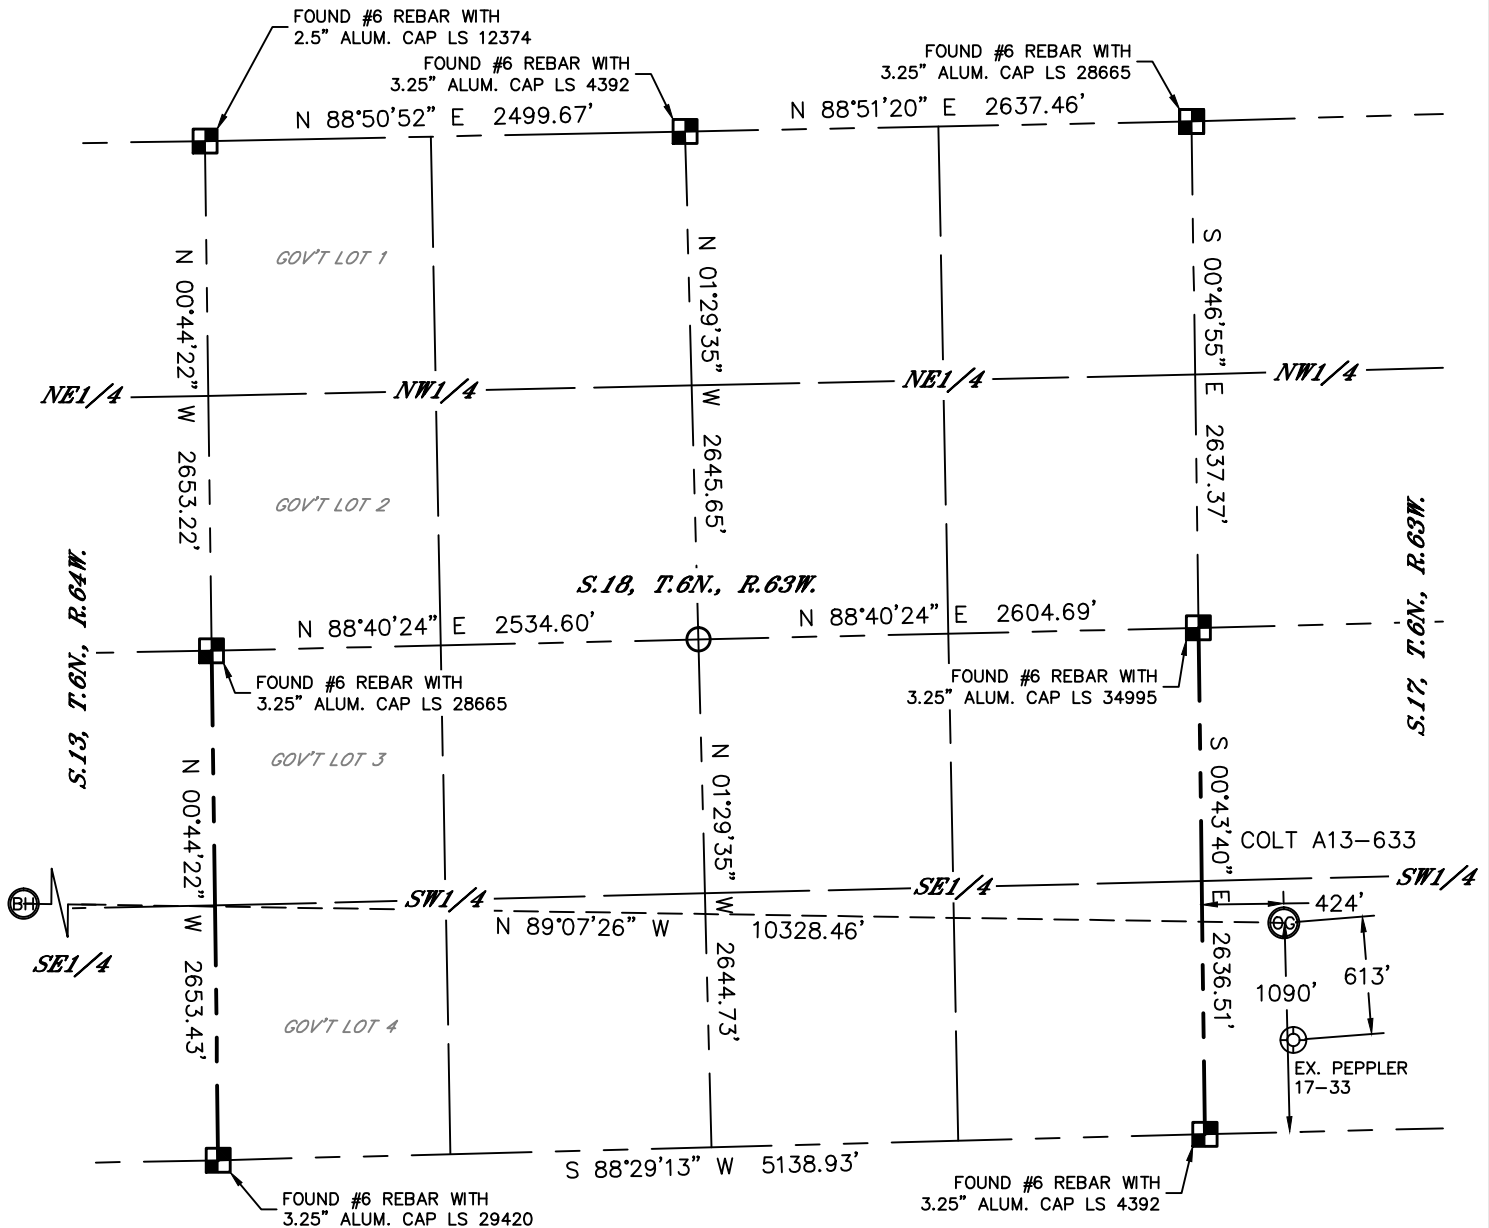 FOUND #6 REBAR WITH
2.5" ALUM. CAP LS 12374
FOUND #6 REBAR WITH
3.25" ALUM. CAP LS 4392
FOUND #6 REBAR WITH
3.25" ALUM. CAP LS 28665
N 88°50'52" E 2499.67'
N 88°51'20" E 2637.46'
N 00°44'22" W 2653.22'
GOV'T LOT 1
N 01°29'35" W 2645.65'
S 00°46'55" E 2637.37'
NE1/4
NW1/4
NE1/4
NW1/4
GOV'T LOT 2
S.13, T.6N., R.64W.
S.18, T.6N., R.63W.
S.17, T.6N., R.63W.
N 88°40'24" E 2534.60'
N 88°40'24" E 2604.69'
FOUND #6 REBAR WITH
3.25" ALUM. CAP LS 28665
FOUND #6 REBAR WITH
3.25" ALUM. CAP LS 34995
GOV'T LOT 3
N 00°44'22" W 2653.43'
N 01°29'35" W 2644.73'
S 00°43'40" E 2636.51'
COLT A13-633
SW1/4
SE1/4
SW1/4
BH
424'
OG
N 89°07'26" W 10328.46'
SE1/4
613'
1090'
GOV'T LOT 4
EX. PEPPLER
17-33
S 88°29'13" W 5138.93'
FOUND #6 REBAR WITH
3.25" ALUM. CAP LS 29420
FOUND #6 REBAR WITH
3.25" ALUM. CAP LS 4392